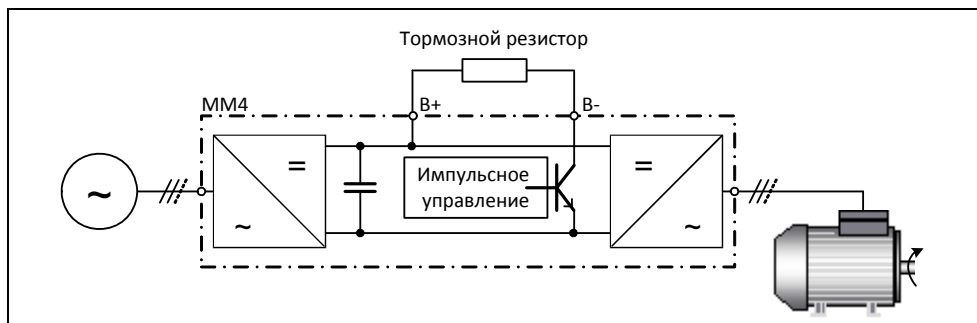 Тормозной резистор
B+
B-
MM4
=
=
Импульсное
управление
~
~
~